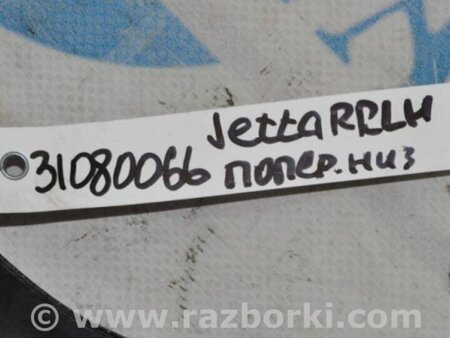 Jetta RRLH
31080066 попер. низ
© www.razborki.com